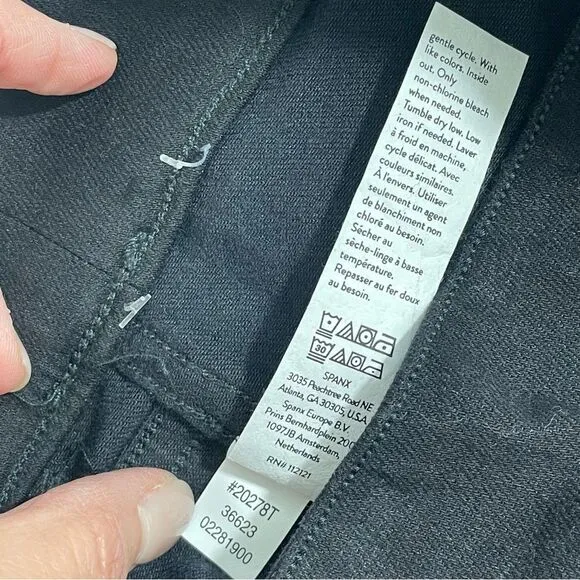 gentle cycle. With
like colors. Inside
out. Only
non-chlorine bleach
when needed.
Tumble dry low. Low
iron if needed. Laver
à froid en machine,
cycle délicat. Avec
couleurs similaires.
À l'envers. Utiliser
seulement un agent
de blanchiment non
chloré au besoin.
Sécher au
sèche-linge à basse
température.
Repasser au fer doux
au besoin.
30
SPANX
3035 Peachtree Road NE
Atlanta, GA 30305, U.S.A
Spanx Europe B.V.
Prins Bernhardplein 200
1097JB Amsterdam,
Netherlands
RN# 112121
#20278T
36623
02281900